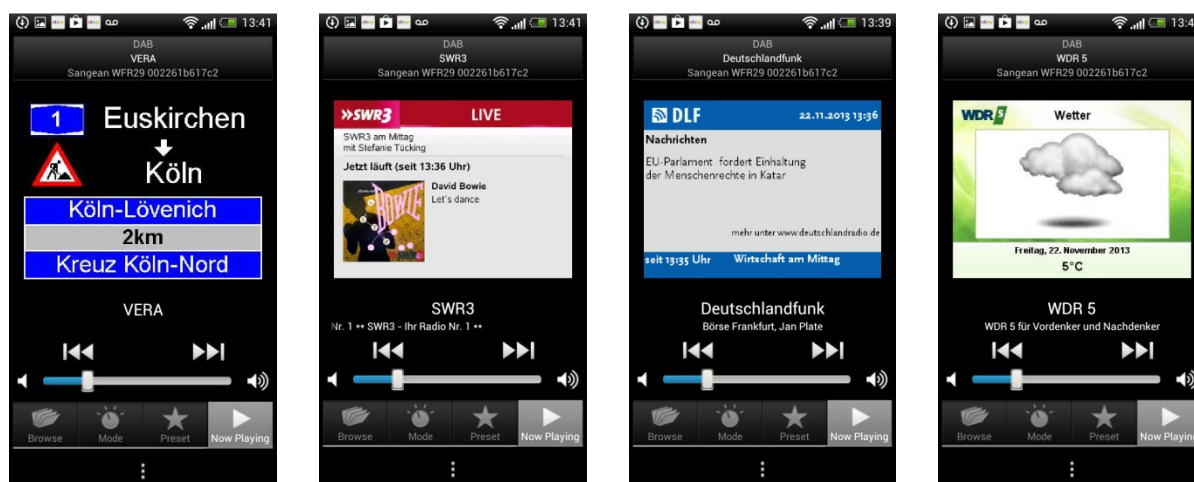 13:41
DAB
VERA
Sangean WFR29 002261b617c2
1
Euskirchen
Köln
Köln-Lövenich
2km
Kreuz Köln-Nord
VERA
Browse
Mode
Preset
Now Playing
13:41
DAB
SWR3
Sangean WFR29 002261b617c2
SWR3
LIVE
SWR3 am Mittag
mit Stefanie Tücking
Jetzt läuft (seit 13:36 Uhr)
BOWIE
David Bowie
Let's dance
SWR3
Nr. 1 ** SWR3 - Ihr Radio Nr. 1 **
Browse
Mode
Preset
Now Playing
13:39
DAB
Deutschlandfunk
Sangean WFR29 002261b617c2
DLF
22.11.2013 13:36
Nachrichten
EU-Parlament fordert Einhaltung
der Menschenrechte in Katar
mehr unter www.deutschlandradio.de
seit 13:35 Uhr
Wirtschaft am Mittag
Deutschlandfunk
Börse Frankfurt, Jan Plate
Browse
Mode
Preset
Now Playing
DAB
WDR 5
Sangean WFR29 002261b617c2
WDR 5
Wetter
Freitag, 22. November 2013
5°C
WDR 5
WDR 5 für Vordenker und Nachdenker
Browse
Mode
Preset
Now Playing